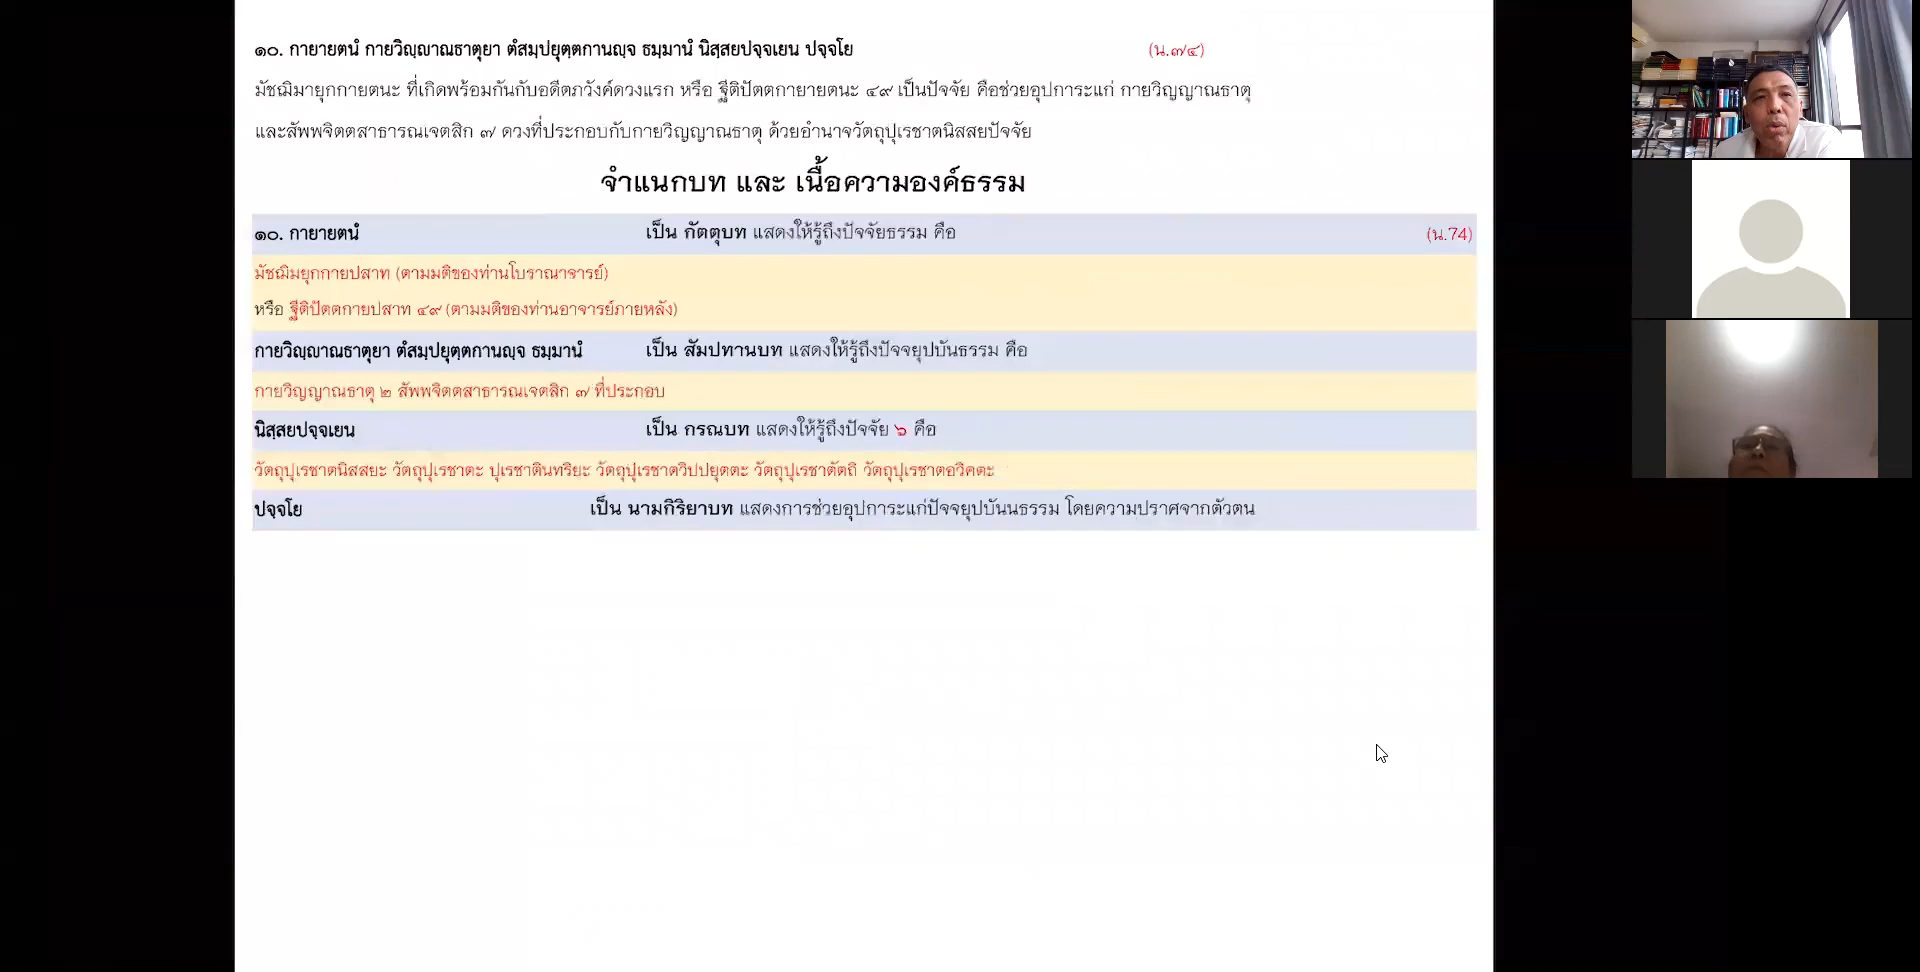 ๑๐. กายายตนํ กายวิญฺญาณธาตุยา ตํสมฺปยุตฺตกานญฺจ ธมฺมานํ นิสฺสยปจฺจเยน ปจฺจโย (น.๗๔)
มัชฌิมายุกกายตนะ ที่เกิดพร้อมกันกับอดีตภวังค์ดวงแรก หรือ ฐีติปัตตกายายตนะ ๔๙ เป็นปัจจัย คือช่วยอุปการะแก่ กายวิญญาณธาตุ
และสัพพจิตตสาธารณเจตสิก ๗ ดวงที่ประกอบกับกายวิญญาณธาตุ ด้วยอำนาจวัตถุปุเรชาตนิสสยปัจจัย
จำแนกบท และ เนื้อความองค์ธรรม
๑๐. กายายตนํ เป็น กัตตุบท แสดงให้รู้ถึงปัจจัยธรรม คือ (น.74)
มัชฌิมยุกกายปสาท (ตามมติของท่านโบราณาจารย์)
หรือ ฐีติปัตตกายปสาท ๔๙ (ตามมติของท่านอาจารย์ภายหลัง)
กายวิญฺญาณธาตุยา ตํสมฺปยุตฺตกานญฺจ ธมฺมานํ เป็น สัมปทานบท แสดงให้รู้ถึงปัจจยุปบันธรรม คือ
กายวิญญาณธาตุ ๒ สัพพจิตตสาธารณเจตสิก ๗ ที่ประกอบ
นิสฺสยปจฺจเยน เป็น กรณบท แสดงให้รู้ถึงปัจจัย ๖ คือ
วัตถุปุเรชาตนิสสยะ วัตถุปุเรชาตะ ปุเรชาตินทริยะ วัตถุปุเรชาตวิปปยุตตะ วัตถุปุเรชาตัตถิ วัตถุปุเรชาตอวิคตะ
ปจฺจโย เป็น นามกิริยาบท แสดงการช่วยอุปการะแก่ปัจจยุปบันนธรรม โดยความปราศจากตัวตน